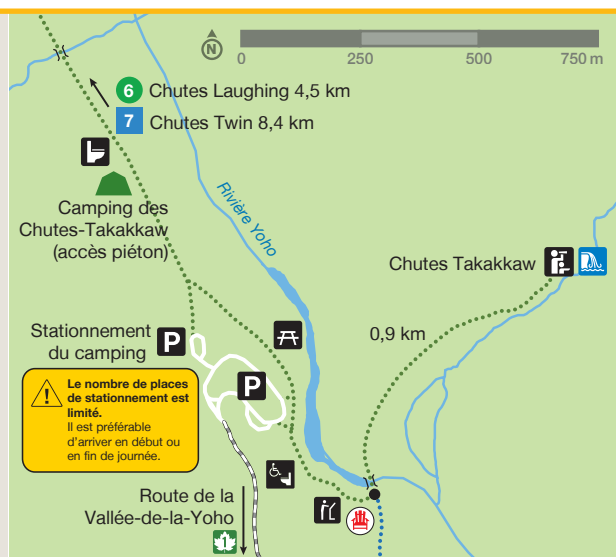 N
0 250 500 750 m
6 Chutes Laughing 4,5 km
7 Chutes Twin 8,4 km
Camping des
Chutes-Takakkaw
(accès piéton)
Rivière Yoho
Chutes Takakkaw
0,9 km
Stationnement
du camping
P
P
Le nombre de places
de stationnement est
limité.
Il est préférable
d'arriver en début ou
en fin de journée.
Route de la
Vallée-de-la-Yoho
1